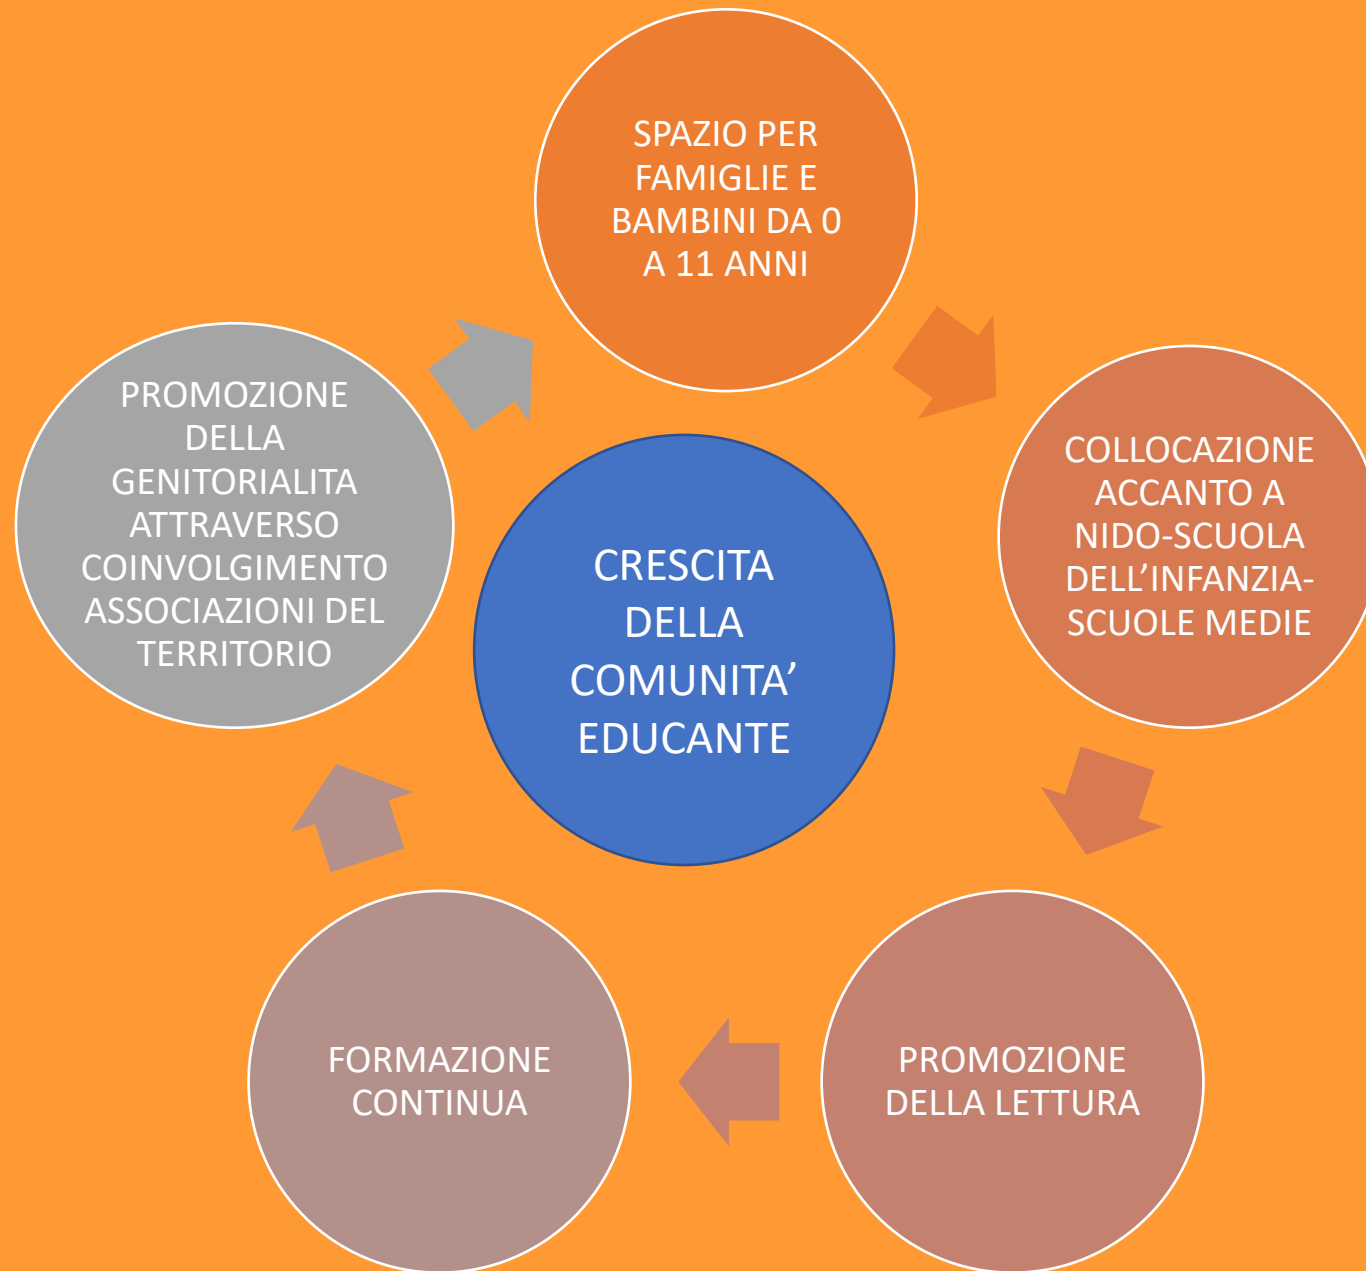 SPAZIO PER
FAMIGLIE E
BAMBINI DA 0
A 11 ANNI
COLLOCAZIONE
ACCANTO A
NIDO-SCUOLA
DELL’INFANZIA-
SCUOLE MEDIE
PROMOZIONE
DELLA LETTURA
FORMAZIONE
CONTINUA
PROMOZIONE
DELLA
GENITORIALITA
ATTRAVERSO
COINVOLGIMENTO
ASSOCIAZIONI DEL
TERRITORIO
CRESCITA
DELLA
COMUNITA’
EDUCANTE